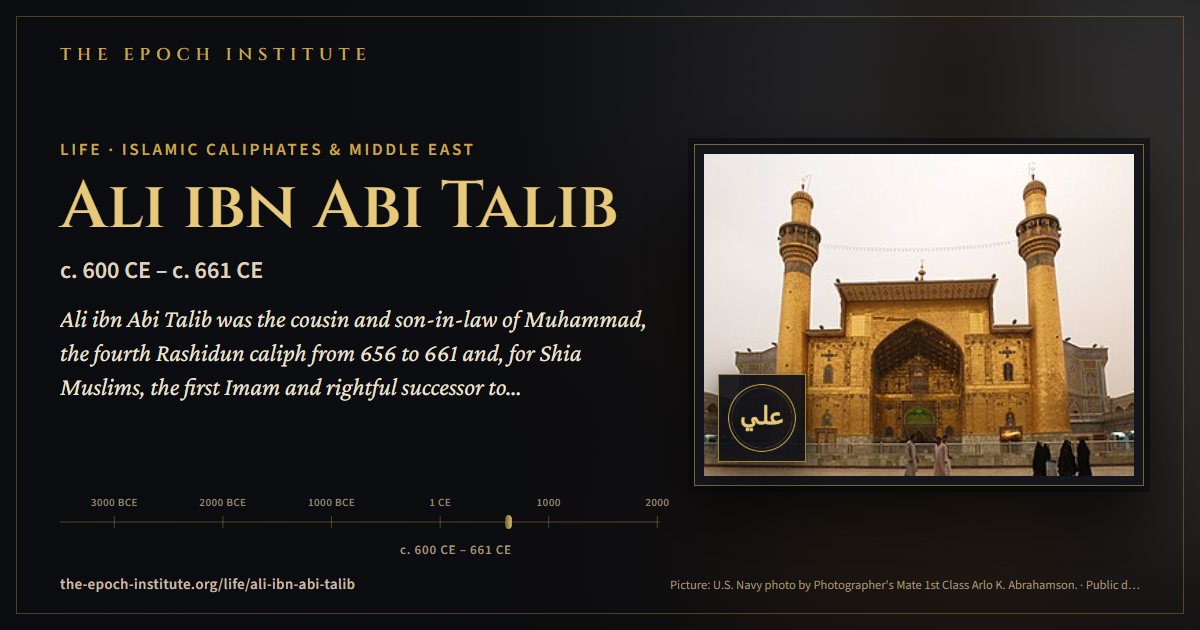 THE EPOCH INSTITUTE
LIFE · ISLAMIC CALIPHATES & MIDDLE EAST
ALI IBN ABI TALIB
c. 600 CE – c. 661 CE
Ali ibn Abi Talib was the cousin and son-in-law of Muhammad,
the fourth Rashidun caliph from 656 to 661 and, for Shia
Muslims, the first Imam and rightful successor to...
علي
3000 BCE 2000 BCE 1000 BCE 1 CE 1000 2000
c. 600 CE – 661 CE
the-epoch-institute.org/life/ali-ibn-abi-talib
Picture: U.S. Navy photo by Photographer's Mate 1st Class Arlo K. Abrahamson. · Public d...